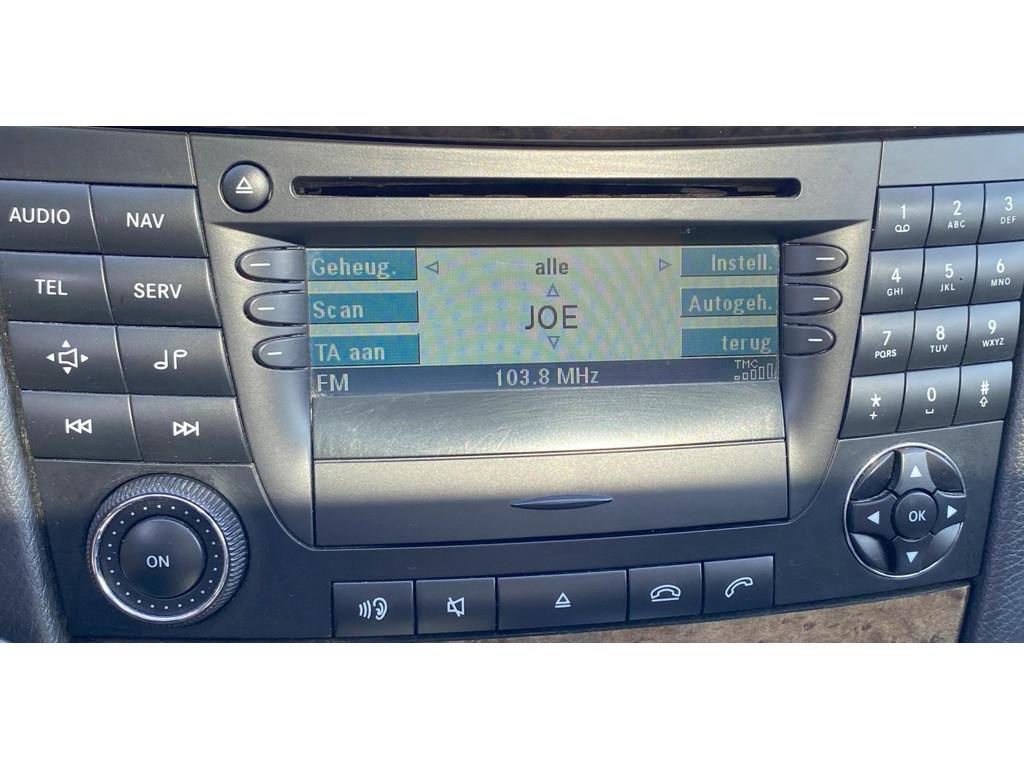 AUDIO
NAV
TEL
SERV
ON
Geheug.
Scan
TA aan
alle
JOE
Instell.
Autogeh.
terug
FM 103.8 MHz TMC
1
2 ABC
3 DEF
4 GHI
5 JKL
6 MNO
7 PQRS
8 TUV
9 WXYZ
* +
0
#
OK